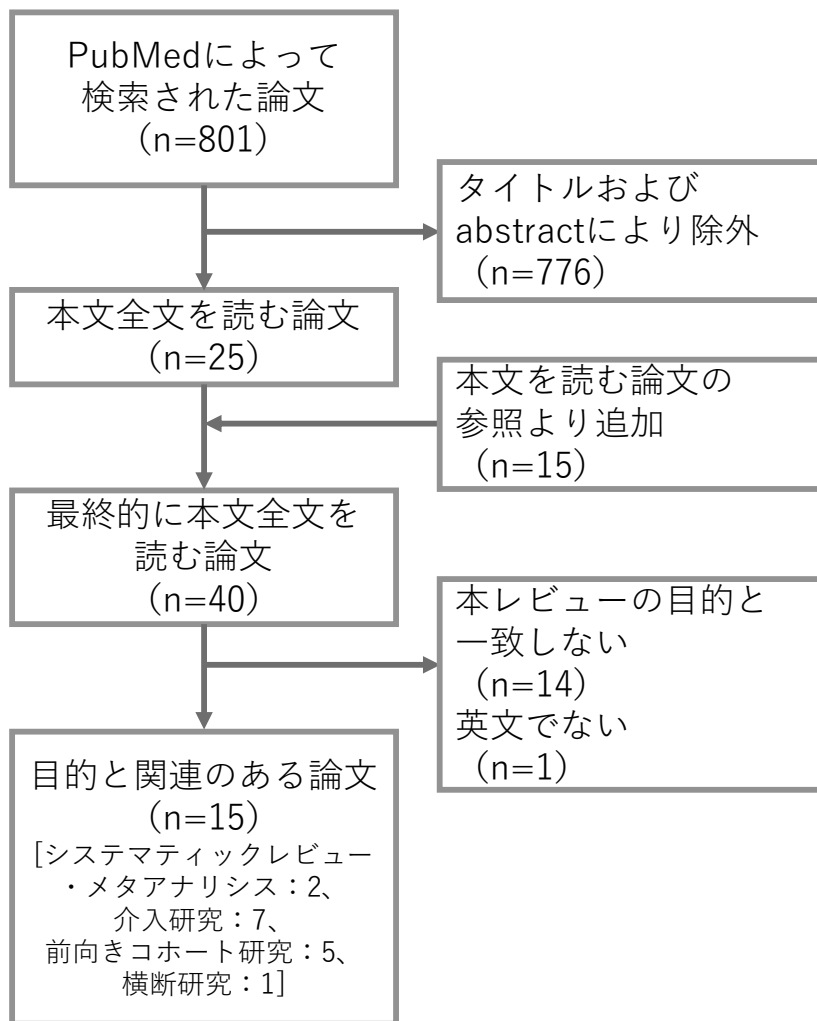 PubMedによって
検索された論文
(n=801)
タイトルおよび
abstractにより除外
(n=776)
本文全文を読む論文
(n=25)
本文を読む論文の
参照より追加
(n=15)
最終的に本文全文を
読む論文
(n=40)
本レビューの目的と
一致しない
(n=14)
英文でない
(n=1)
目的と関連のある論文
(n=15)
[システマティックレビュー
・メタアナリシス：2、
介入研究：7、
前向きコホート研究：5、
横断研究：1]